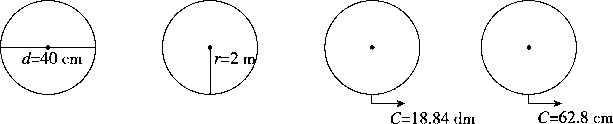 d=40 cm
r=2 m
C=18.84 dm
C=62.8 cm